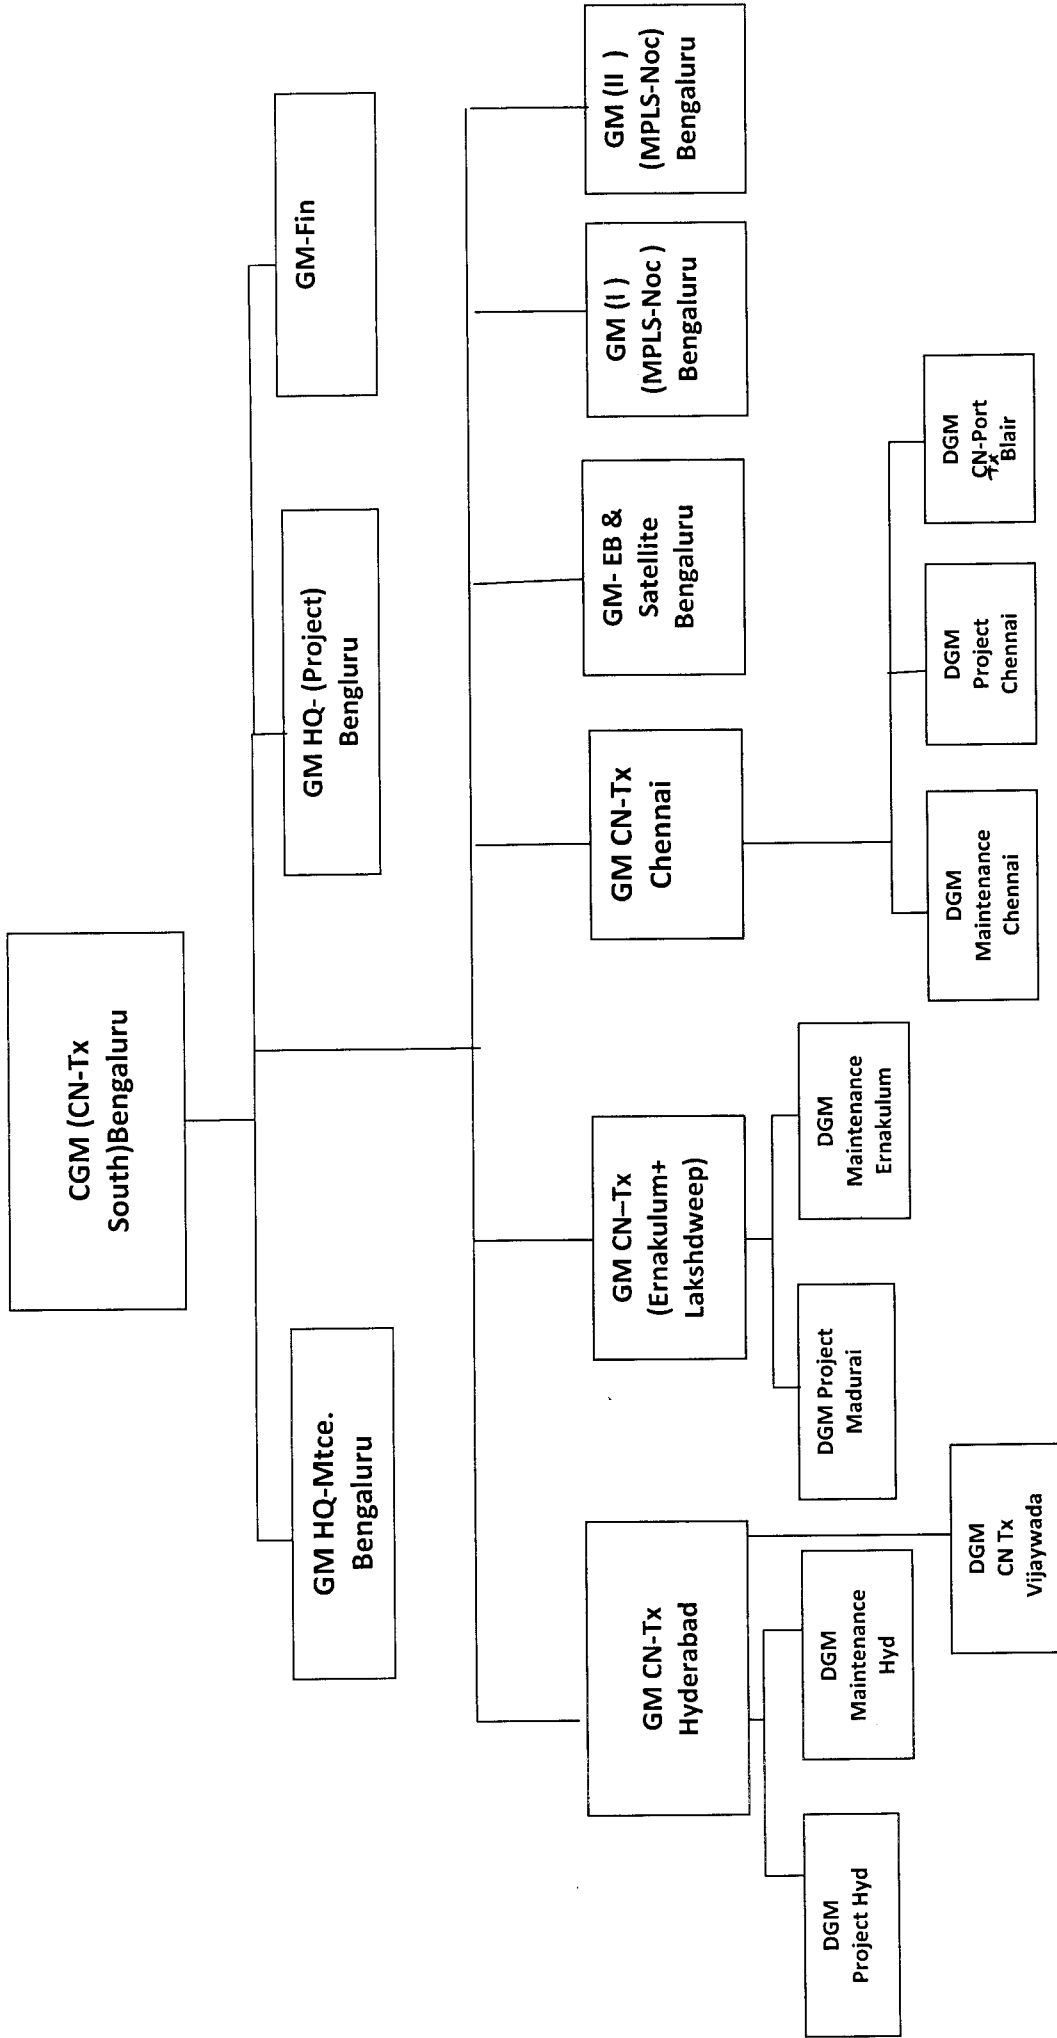 CGM (CN-Tx
South)Bengaluru
GM HQ-Mtce.
Bengaluru
GM HQ- (Project)
Bengluru
GM-Fin
GM CN-Tx
Hyderabad
GM CN–Tx
(Ernakulum+
Lakshdweep)
GM CN-Tx
Chennai
GM- EB &
Satellite
Bengaluru
GM (I )
(MPLS-Noc )
Bengaluru
GM (II )
(MPLS-Noc)
Bengaluru
DGM
Project Hyd
DGM
Maintenance
Hyd
DGM
CN Tx
Vijaywada
DGM Project
Madurai
DGM
Maintenance
Ernakulum
DGM
Maintenance
Chennai
DGM
Project
Chennai
DGM
CN-Port
Tx
Blair